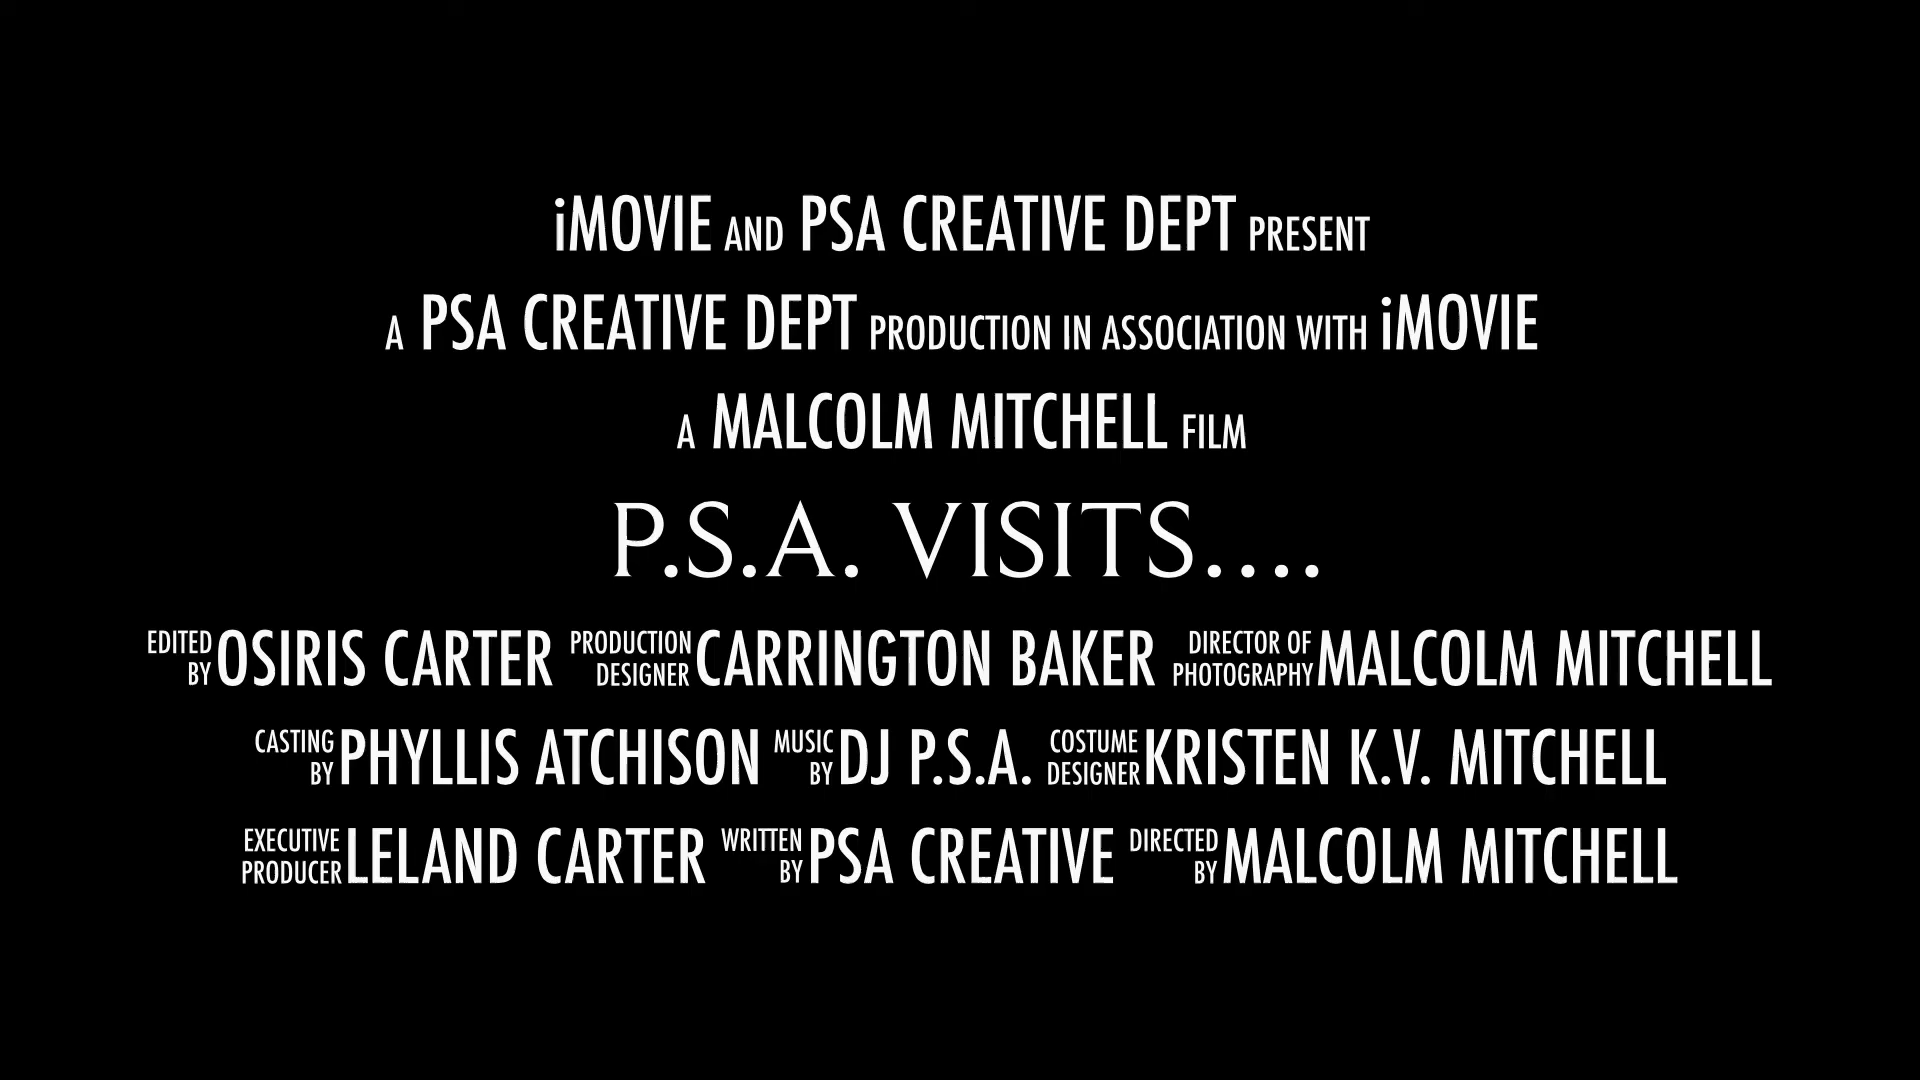 iMOVIE AND PSA CREATIVE DEPT PRESENT
A PSA CREATIVE DEPT PRODUCTION IN ASSOCIATION WITH iMOVIE
A MALCOLM MITCHELL FILM
P.S.A. VISITS....
EDITED BY OSIRIS CARTER PRODUCTION DESIGNER CARRINGTON BAKER DIRECTOR OF PHOTOGRAPHY MALCOLM MITCHELL
CASTING BY PHYLLIS ATCHISON MUSIC BY DJ P.S.A. COSTUME DESIGNER KRISTEN K.V. MITCHELL
EXECUTIVE PRODUCER LELAND CARTER WRITTEN BY PSA CREATIVE DIRECTED BY MALCOLM MITCHELL